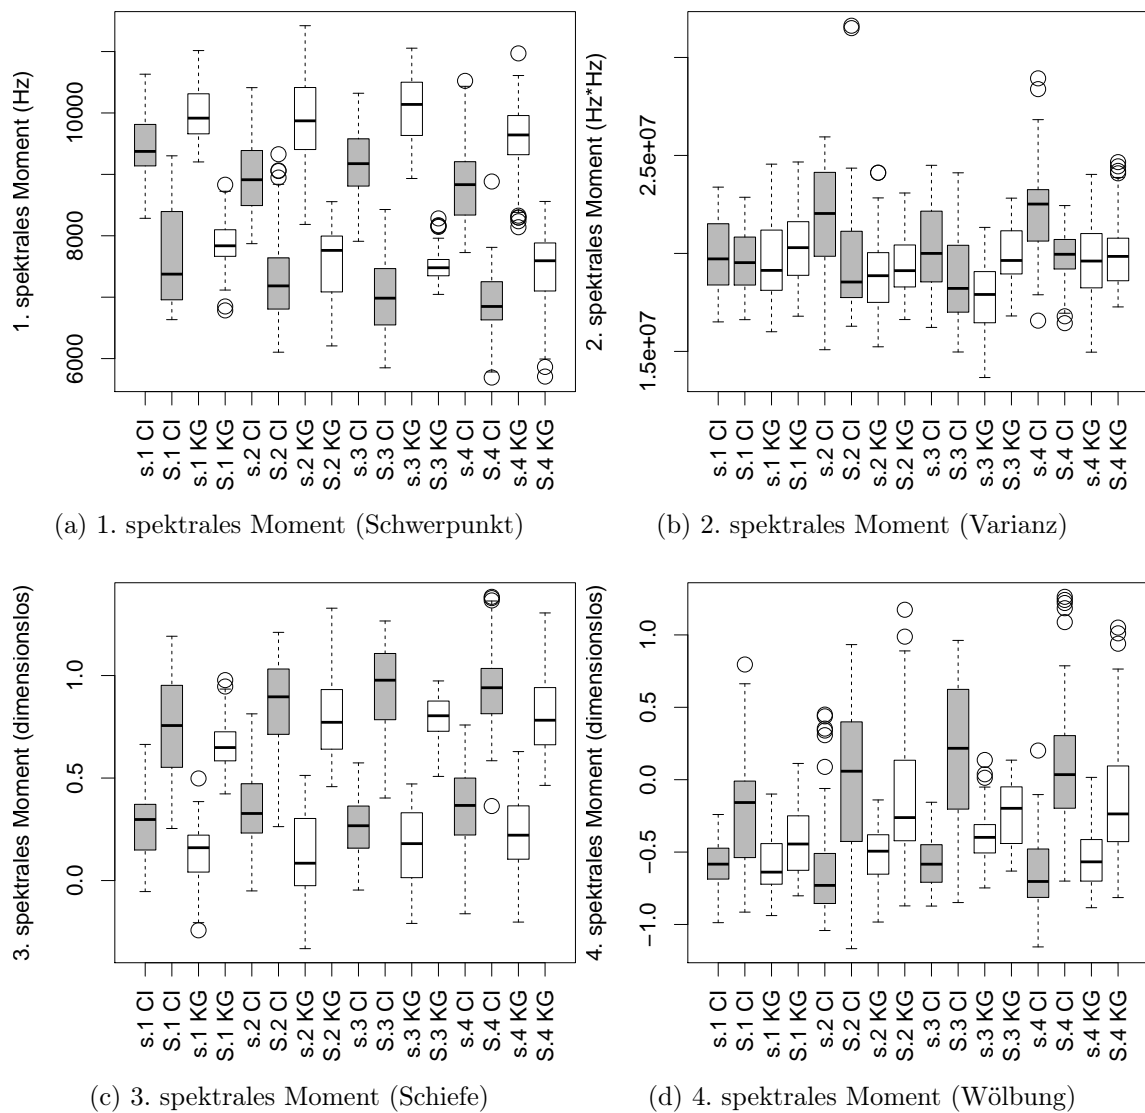 1. spektrales Moment (Hz)
6000
8000
10000
s.1 CI
S.1 CI
s.1 KG
S.1 KG
s.2 CI
S.2 CI
s.2 KG
S.2 KG
s.3 CI
S.3 CI
s.3 KG
S.3 KG
s.4 CI
S.4 CI
s.4 KG
S.4 KG
(a) 1. spektrales Moment (Schwerpunkt)
2. spektrales Moment (Hz*Hz)
1.5e+07
2.5e+07
s.1 CI
S.1 CI
s.1 KG
S.1 KG
s.2 CI
S.2 CI
s.2 KG
S.2 KG
s.3 CI
S.3 CI
s.3 KG
S.3 KG
s.4 CI
S.4 CI
s.4 KG
S.4 KG
(b) 2. spektrales Moment (Varianz)
3. spektrales Moment (dimensionslos)
0.0
0.5
1.0
s.1 CI
S.1 CI
s.1 KG
S.1 KG
s.2 CI
S.2 CI
s.2 KG
S.2 KG
s.3 CI
S.3 CI
s.3 KG
S.3 KG
s.4 CI
S.4 CI
s.4 KG
S.4 KG
(c) 3. spektrales Moment (Schiefe)
4. spektrales Moment (dimensionslos)
−1.0
−0.5
0.0
0.5
1.0
s.1 CI
S.1 CI
s.1 KG
S.1 KG
s.2 CI
S.2 CI
s.2 KG
S.2 KG
s.3 CI
S.3 CI
s.3 KG
S.3 KG
s.4 CI
S.4 CI
s.4 KG
S.4 KG
(d) 4. spektrales Moment (Wölbung)